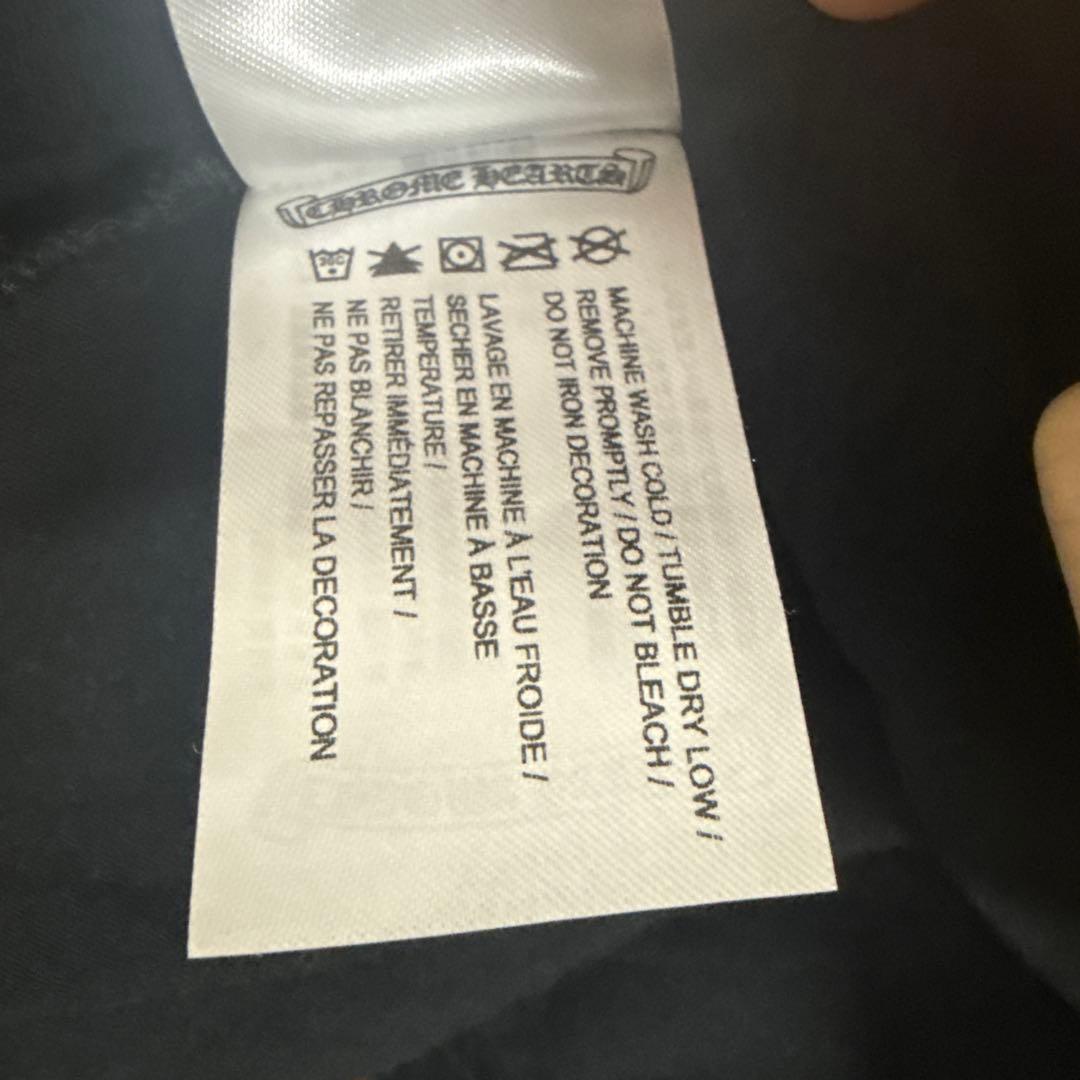 CHROME HEARTS
MACHINE WASH COLD / TUMBLE DRY LOW /
REMOVE PROMPTLY / DO NOT BLEACH /
DO NOT IRON DECORATION
LAVAGE EN MACHINE À L'EAU FROIDE /
SECHER EN MACHINE À BASSE
TEMPERATURE /
RETIRER IMMÉDIATEMENT /
NE PAS BLANCHIR /
NE PAS REPASSER LA DECORATION